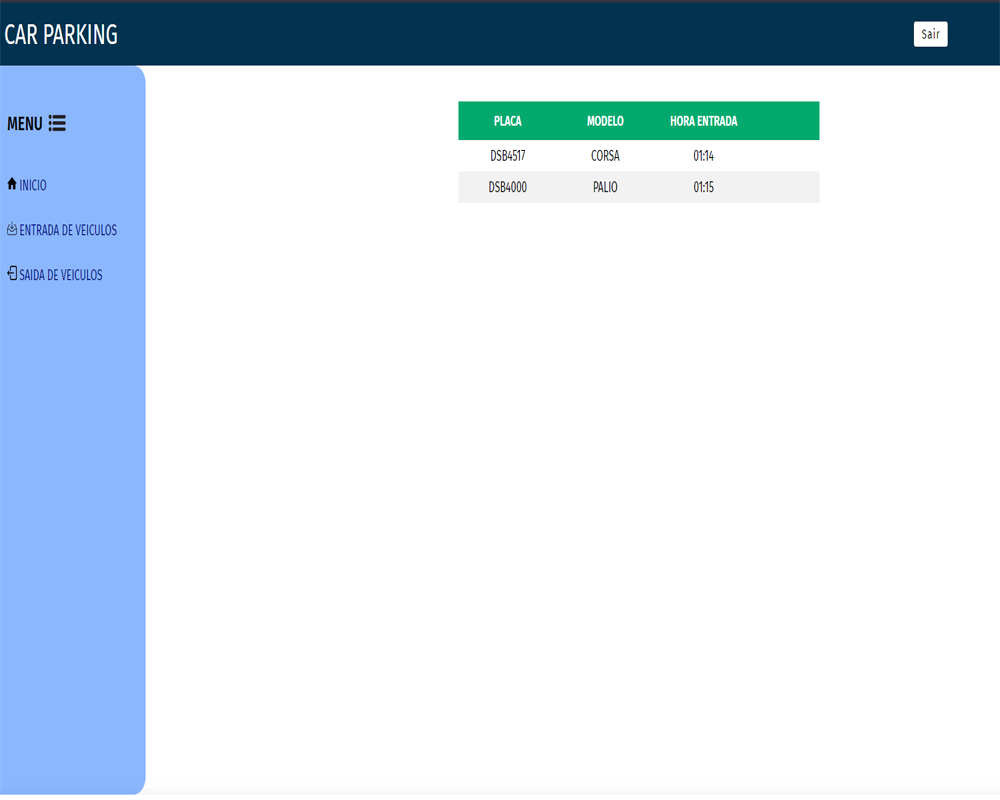 CAR PARKING
Sair
MENU
INICIO
ENTRADA DE VEICULOS
SAIDA DE VEICULOS
PLACA MODELO HORA ENTRADA
DSB4517 CORSA 01:14
DSB4000 PALIO 01:15